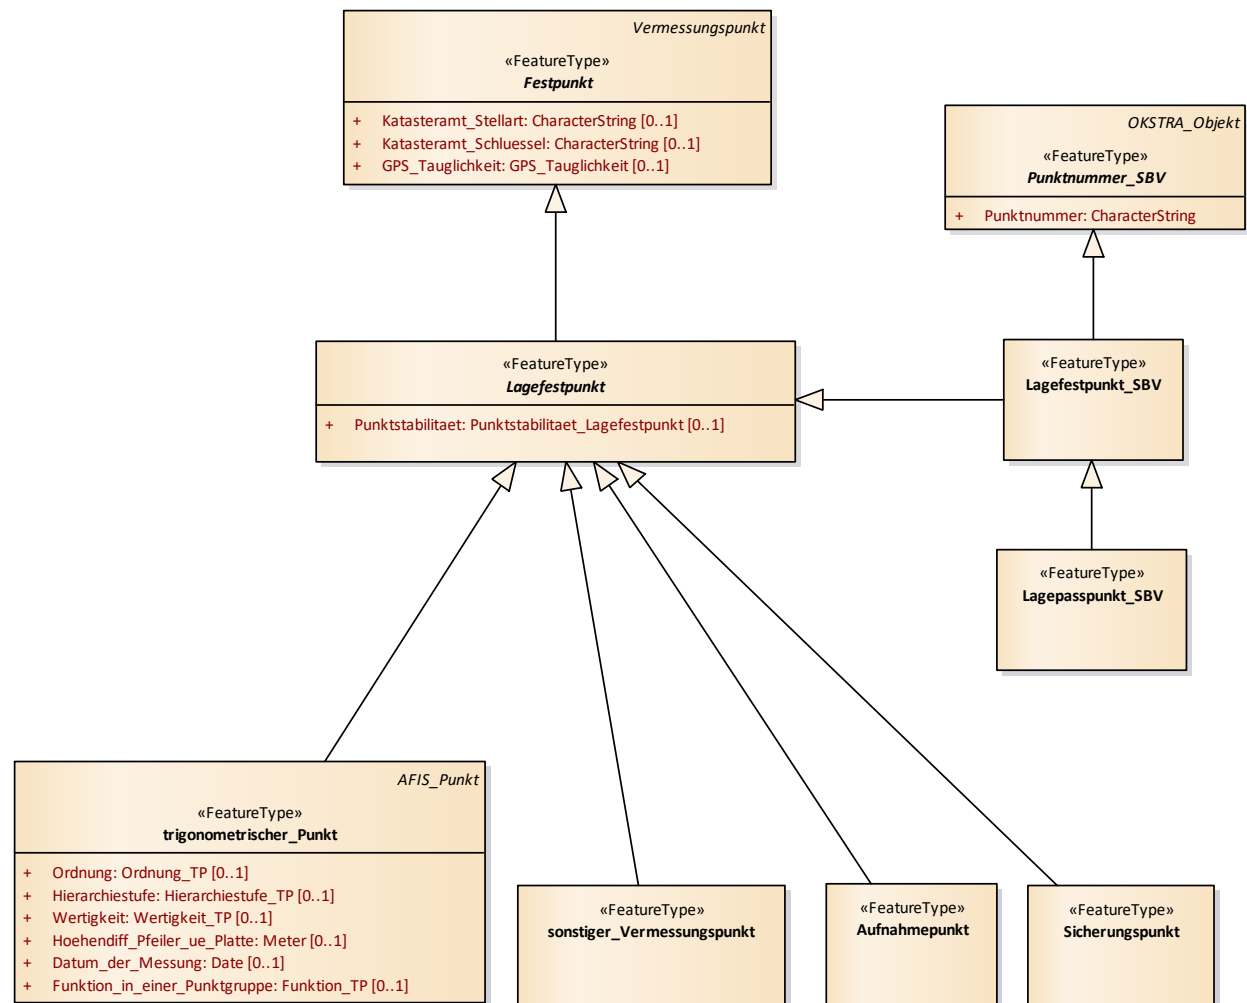 Vermessungspunkt
«FeatureType»
Festpunkt
+ Katasteramt_Stellart: CharacterString [0..1]
+ Katasteramt_Schluessel: CharacterString [0..1]
+ GPS_Tauglichkeit: GPS_Tauglichkeit [0..1]
OKSTRA_Objekt
«FeatureType»
Punktnummer_SBV
+ Punktnummer: CharacterString
«FeatureType»
Lagefestpunkt
+ Punktstabilitaet: Punktstabilitaet_Lagefestpunkt [0..1]
«FeatureType»
Lagefestpunkt_SBV
«FeatureType»
Lagepasspunkt_SBV
AFIS_Punkt
«FeatureType»
trigonometrischer_Punkt
+ Ordnung: Ordnung_TP [0..1]
+ Hierarchiestufe: Hierarchiestufe_TP [0..1]
+ Wertigkeit: Wertigkeit_TP [0..1]
+ Hoehendiff_Pfeiler_ue_Platte: Meter [0..1]
+ Datum_der_Messung: Date [0..1]
+ Funktion_in_einer_Punktgruppe: Funktion_TP [0..1]
«FeatureType»
sonstiger_Vermessungspunkt
«FeatureType»
Aufnahmepunkt
«FeatureType»
Sicherungspunkt